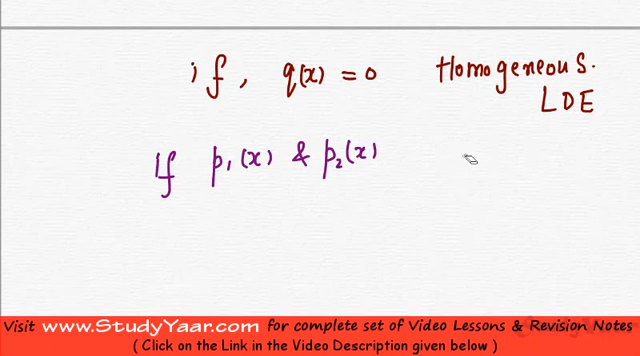 if, q(x) = 0 Homogeneous.
LDE
If p₁(x) & p₂(x)
Visit www.StudyYaar.com for complete set of Video Lessons & Revision Notes
( Click on the Link in the Video Description given below )